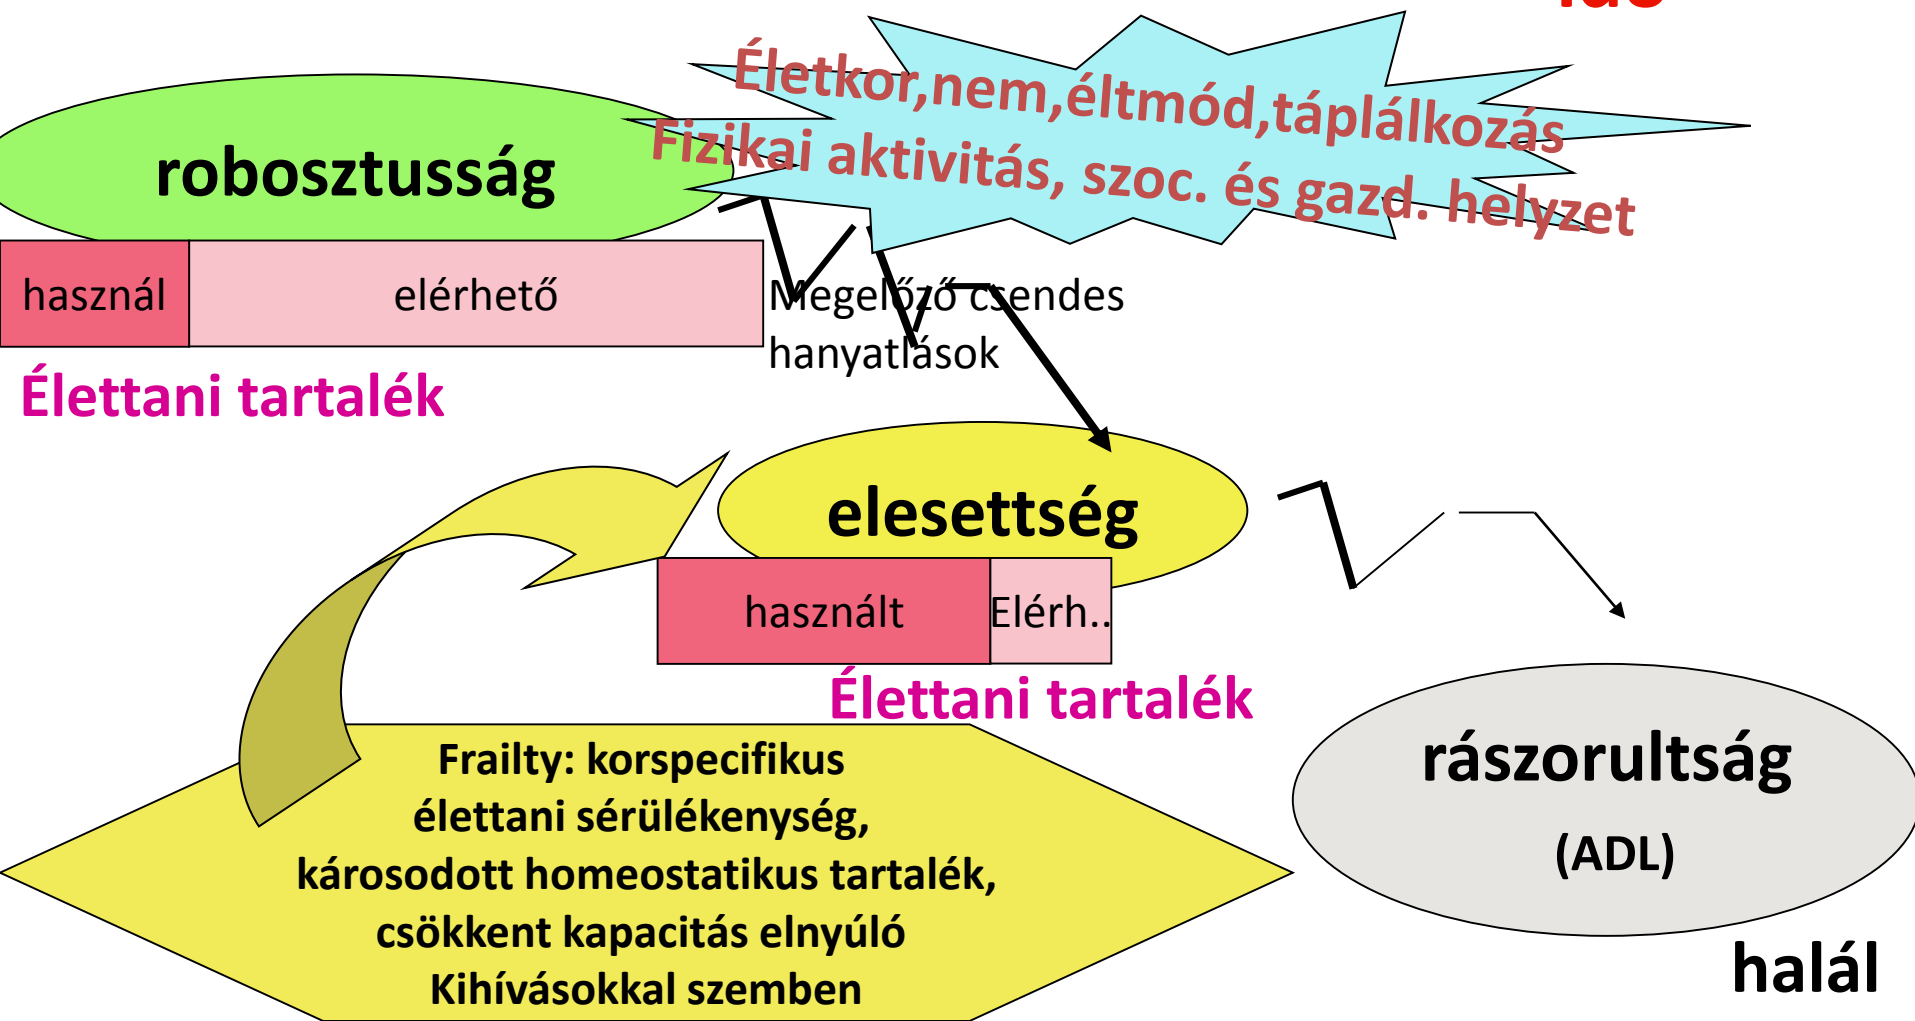 idő
Életkor,nem,éltmód,táplálkozás
Fizikai aktivitás, szoc. és gazd. helyzet
robosztusság
használ
elérhető
Megelőző csendes
hanyatlások
Élettani tartalék
elesettség
használt
Elérh..
Élettani tartalék
Frailty: korspecifikus
élettani sérülékenység,
károsodott homeostatikus tartalék,
csökkent kapacitás elnyúló
Kihívásokkal szemben
rászorultság
(ADL)
halál